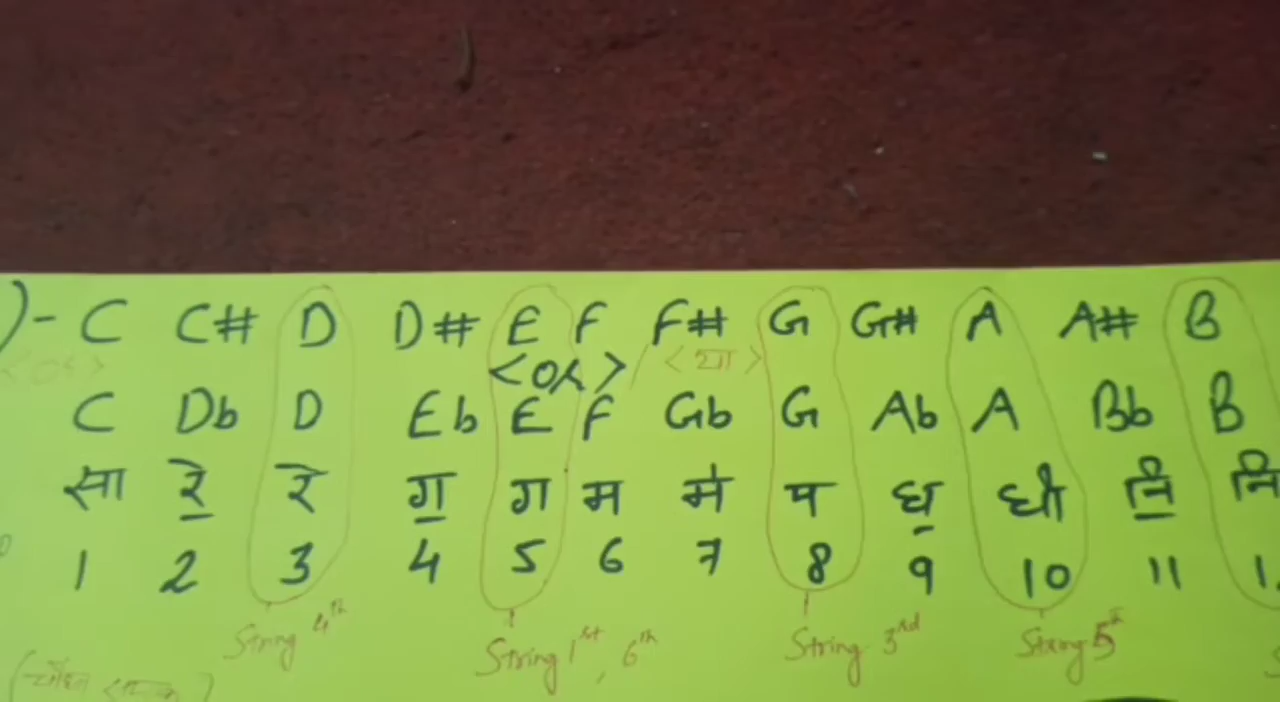 )- C C# D D# E F F# G G# A A# B
<OR> <या>
C Db D Eb E F Gb G Ab A Bb B
सा रे॒ रे ग॒ ग म मे प ध॒ धी नि॒ नि
1 2 3 4 5 6 7 8 9 10 11
String 4th String 1st, 6th String 3rd String 5th